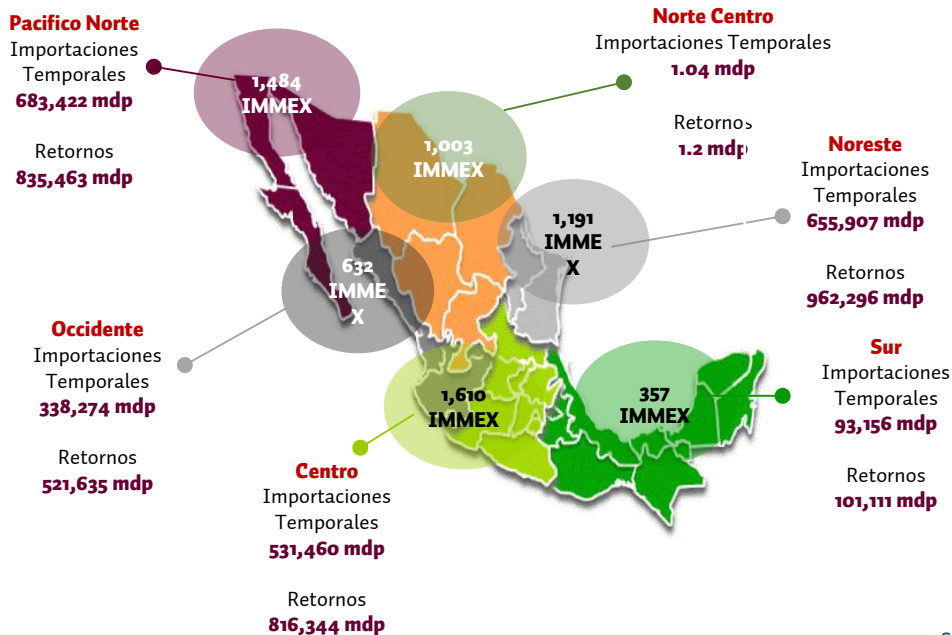 Pacifico Norte
Importaciones
Temporales
683,422 mdp
Retornos
835,463 mdp
1,484
IMMEX
Norte Centro
Importaciones Temporales
1.04 mdp
Retornos
1.2 mdp
1,003
IMMEX
Noreste
Importaciones
Temporales
655,907 mdp
Retornos
962,296 mdp
1,191
IMME
X
632
IMME
X
Occidente
Importaciones
Temporales
338,274 mdp
Retornos
521,635 mdp
1,610
IMMEX
Centro
Importaciones
Temporales
531,460 mdp
Retornos
816,344 mdp
357
IMMEX
Sur
Importaciones
Temporales
93,156 mdp
Retornos
101,111 mdp